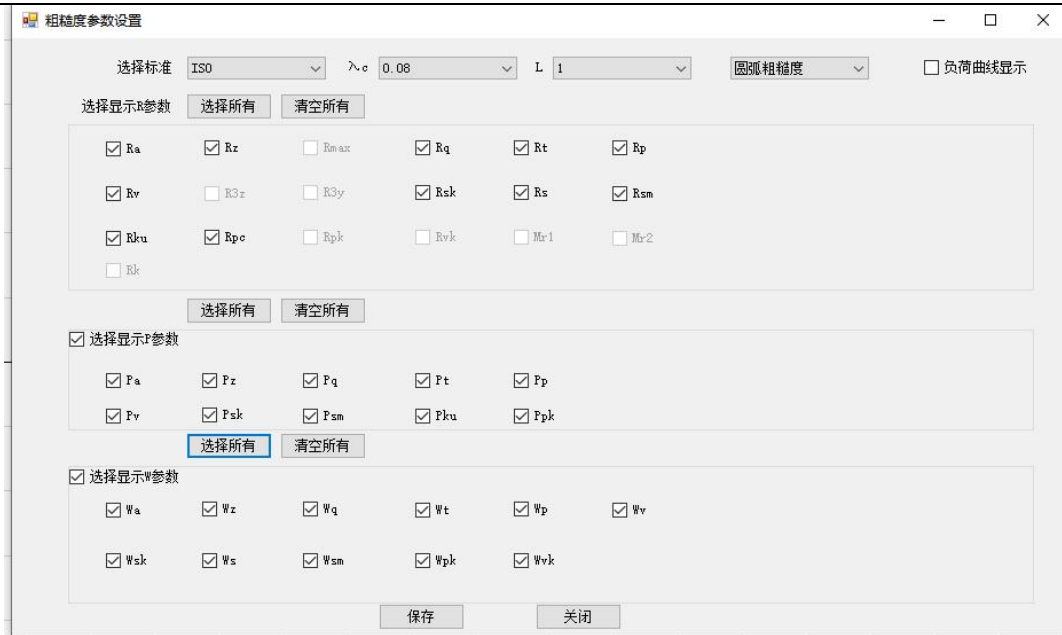 粗糙度参数设置
选择标准 ISO λc 0.08 L 1 圆弧粗糙度 负荷曲线显示
选择显示R参数 选择所有 清空所有
Ra Rz Rmax Rq Rt Rp
Rv R3z R3y Rsk Rs Rsm
Rku Rpc Rpk Rvk Mr1 Mr2
Rk
选择所有 清空所有
选择显示P参数
Pa Pz Pq Pt Pp
Pv Psk Psm Pku Ppk
选择所有 清空所有
选择显示W参数
Wa Wz Wq Wt Wp Wv
Wsk Ws Wsm Wpk Wvk
保存 关闭